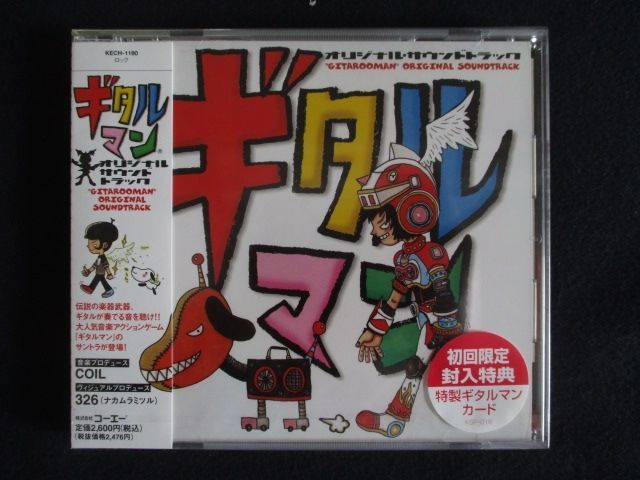 KECH-1180
ロック
ギタル
マン
オリジナル
サウンド
トラック
"GITAROOMAN"
ORIGINAL
SOUNDTRACK
伝説の楽器武器、
ギタルが奏でる音を聴け!!
大人気音楽アクションゲーム
「ギタルマン」の
サントラが登場!
音楽プロデュース
COIL
ヴィジュアルプロデュース
326(ナカムラミツル)
株式会社コーエー
定価2,600円(税込)
(税抜価格2,476円)
オリジナルサウンドトラック
"GITAROOMAN" ORIGINAL SOUNDTRACK
ギタル
マン
初回限定
封入特典
特製ギタルマン
カード